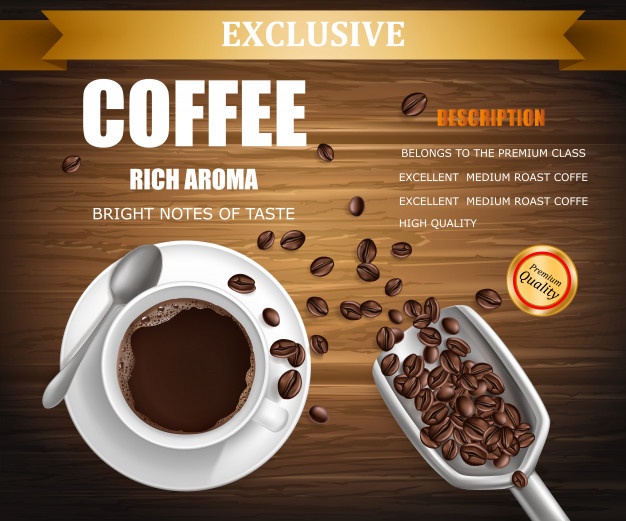 EXCLUSIVE
COFFEE
RICH AROMA
BRIGHT NOTES OF TASTE
DESCRIPTION
BELONGS TO THE PREMIUM CLASS
EXCELLENT MEDIUM ROAST COFFE
EXCELLENT MEDIUM ROAST COFFE
HIGH QUALITY
Premium
Quality